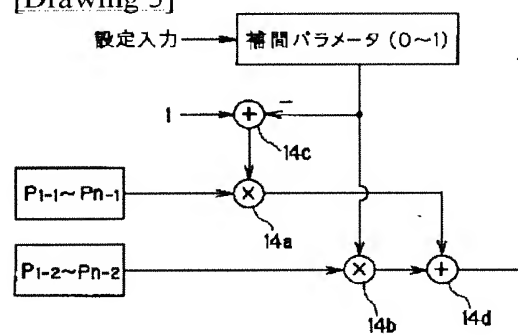 [Drawing 5]
設定入力
補間パラメータ(0~1)
1
+
−
14c
P1-1~Pn-1
×
14a
P1-2~Pn-2
×
+
14b
14d